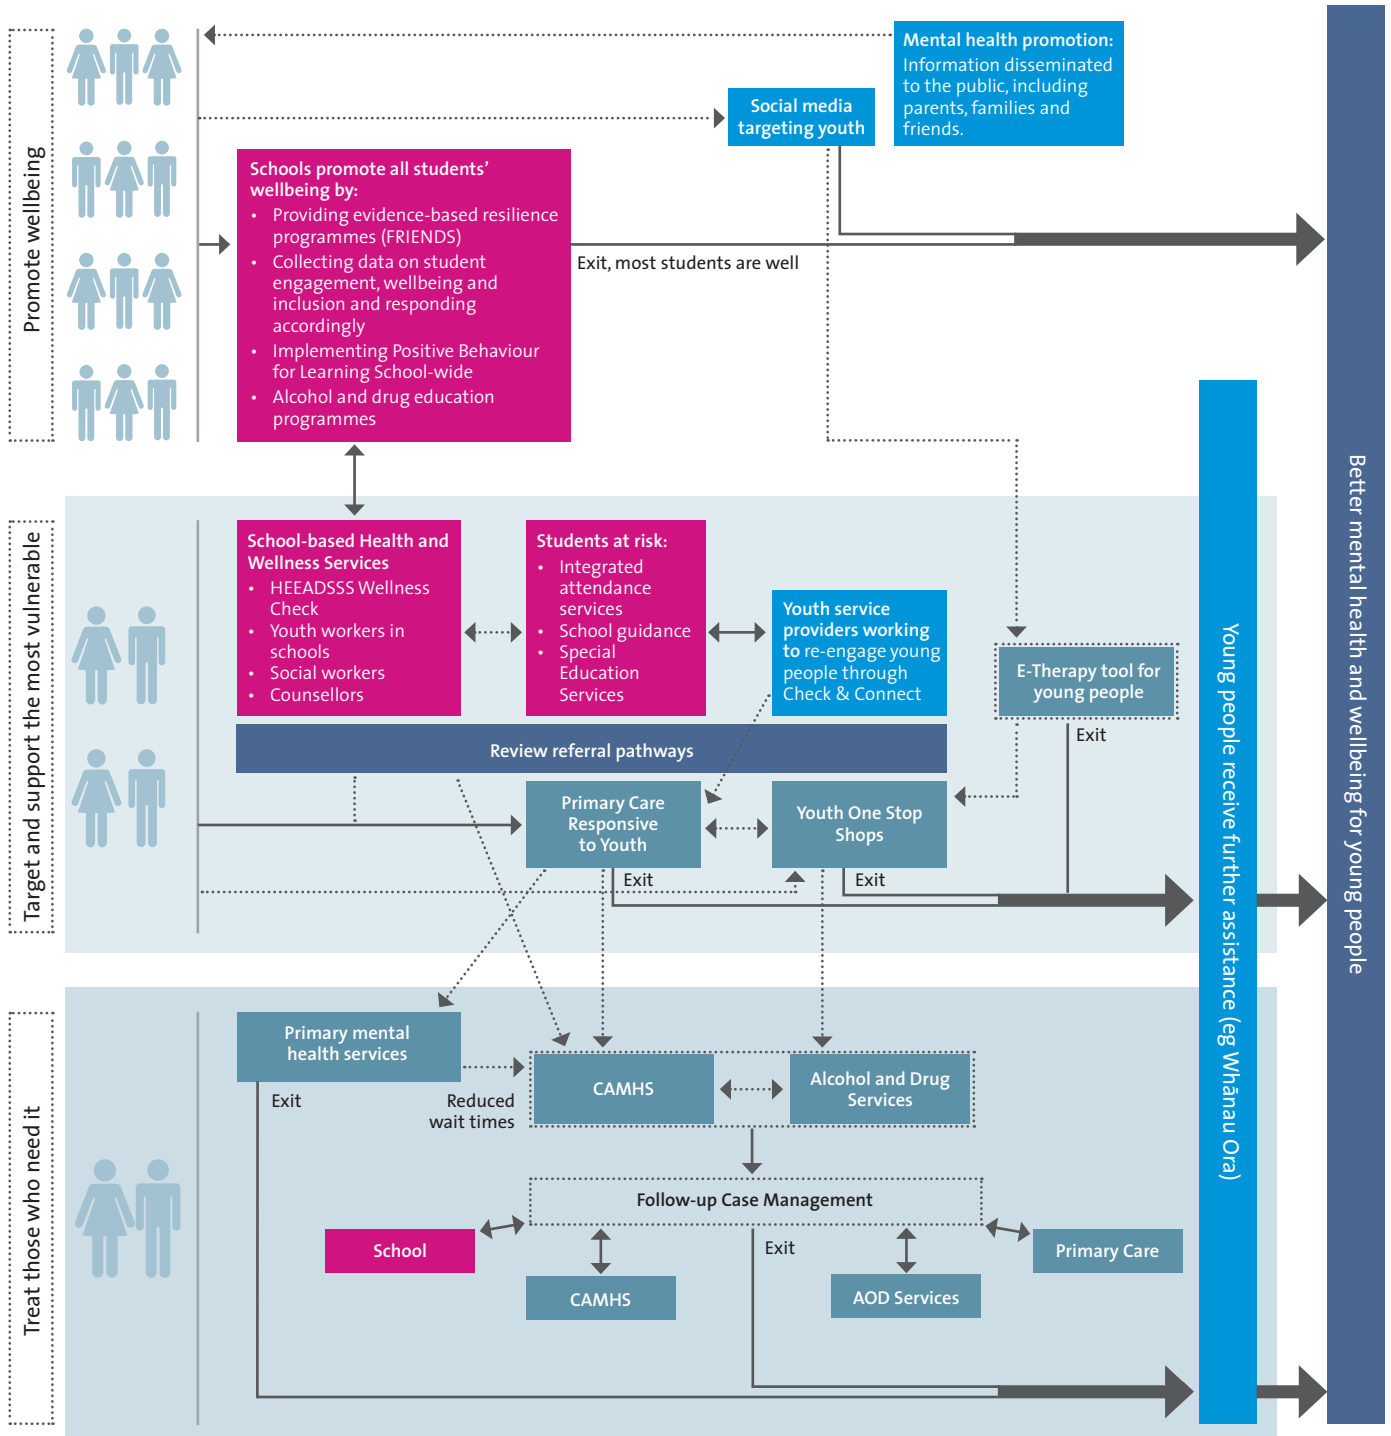 Promote wellbeing
Mental health promotion:
Information disseminated
to the public, including
parents, families and
friends.
Social media
targeting youth
Schools promote all students’
wellbeing by:
• Providing evidence-based resilience
programmes (FRIENDS)
• Collecting data on student
engagement, wellbeing and
inclusion and responding
accordingly
• Implementing Positive Behaviour
for Learning School-wide
• Alcohol and drug education
programmes
Exit, most students are well
Target and support the most vulnerable
School-based Health and
Wellness Services
• HEEADSSS Wellness
Check
• Youth workers in
schools
• Social workers
• Counsellors
Students at risk:
• Integrated
attendance
services
• School guidance
• Special
Education
Services
Youth service
providers working
to re-engage young
people through
Check & Connect
E-Therapy tool for
young people
Exit
Review referral pathways
Primary Care
Responsive
to Youth
Youth One Stop
Shops
Exit
Exit
Treat those who need it
Primary mental
health services
Exit
Reduced
wait times
CAMHS
Alcohol and Drug
Services
Follow-up Case Management
School
CAMHS
Exit
AOD Services
Primary Care
Young people receive further assistance (eg Whānau Ora)
Better mental health and wellbeing for young people